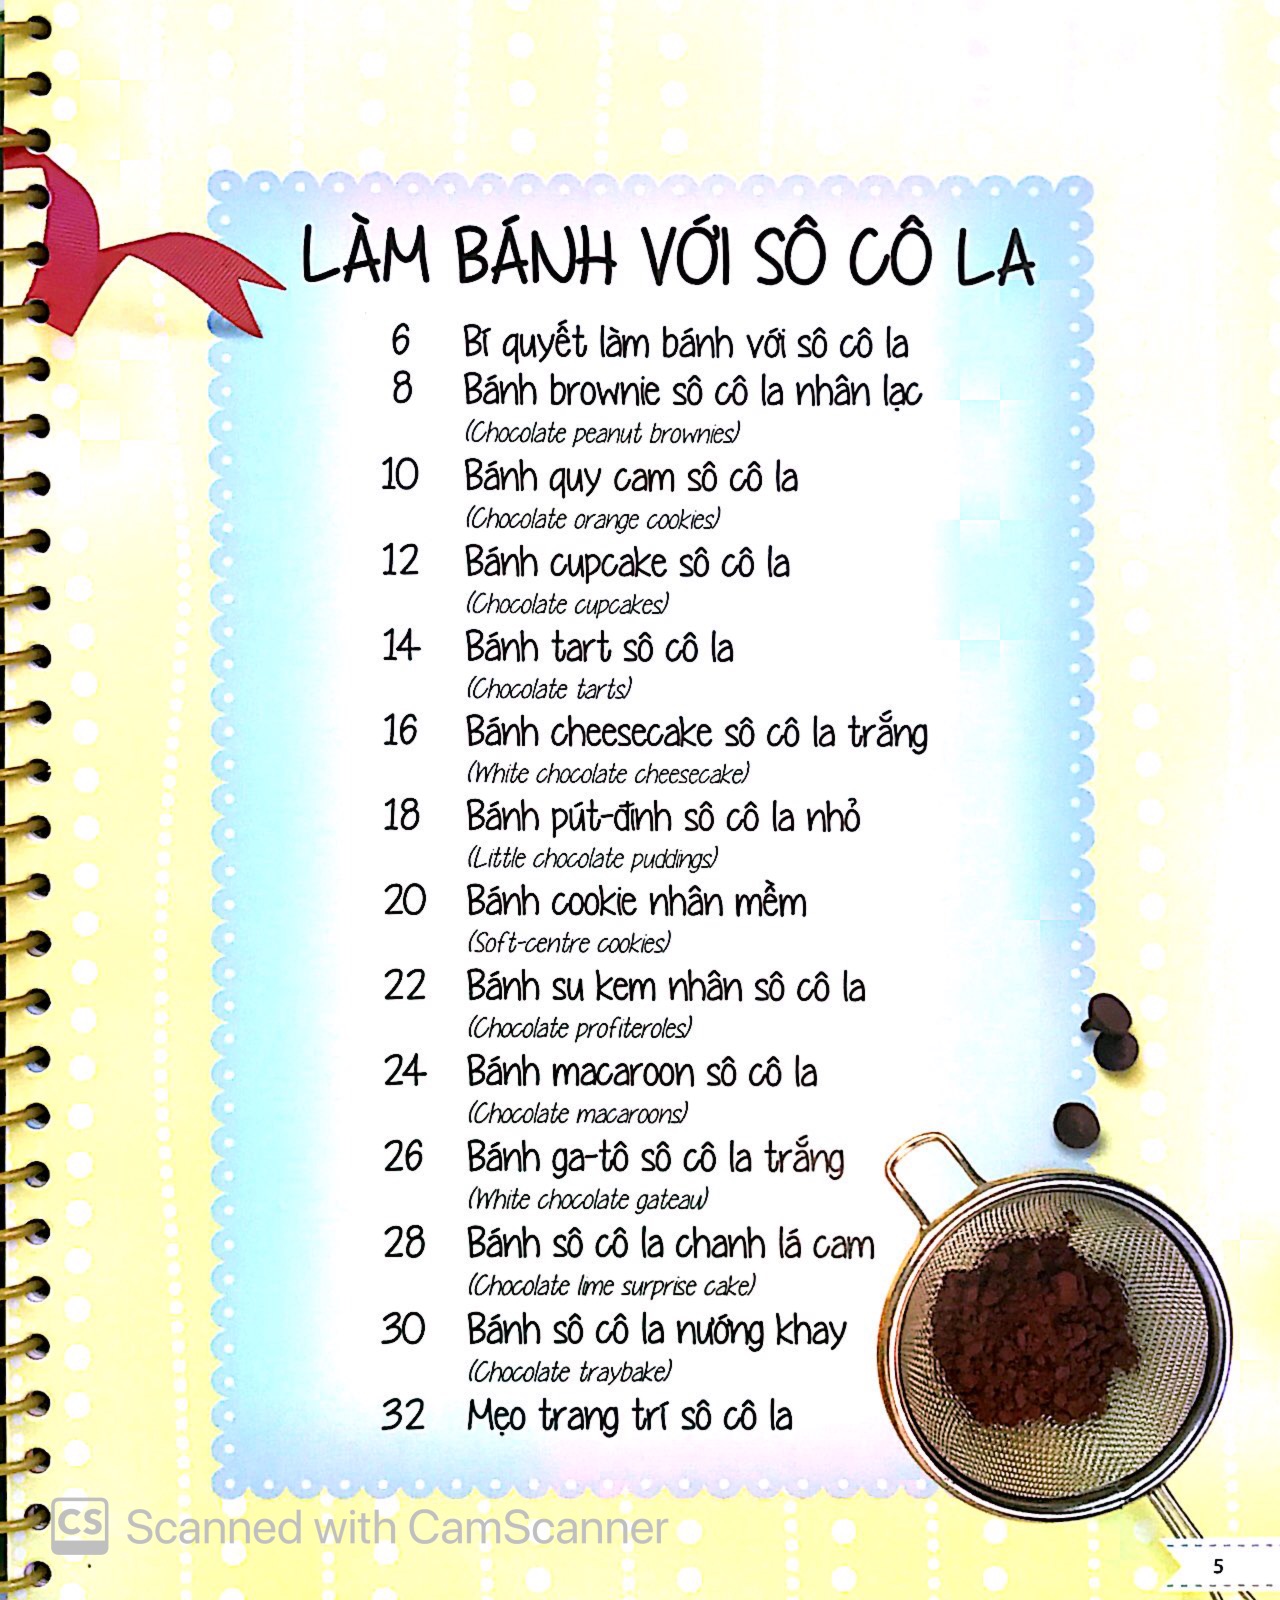 LÀM BÁNH VỚI SÔ CÔ LA
6 Bí quyết làm bánh với sô cô la
8 Bánh brownie sô cô la nhân lạc
(Chocolate peanut brownies)
10 Bánh quy cam sô cô la
(Chocolate orange cookies)
12 Bánh cupcake sô cô la
(Chocolate cupcakes)
14 Bánh tart sô cô la
(Chocolate tarts)
16 Bánh cheesecake sô cô la trắng
(White chocolate cheesecake)
18 Bánh pút-đinh sô cô la nhỏ
(Little chocolate puddings)
20 Bánh cookie nhân mềm
(Soft-centre cookies)
22 Bánh su kem nhân sô cô la
(Chocolate profiteroles)
24 Bánh macaroon sô cô la
(Chocolate macaroons)
26 Bánh ga-tô sô cô la trắng
(White chocolate gateau)
28 Bánh sô cô la chanh lá cam
(Chocolate lime surprise cake)
30 Bánh sô cô la nướng khay
(Chocolate traybake)
32 Mẹo trang trí sô cô la
CS Scanned with CamScanner
5